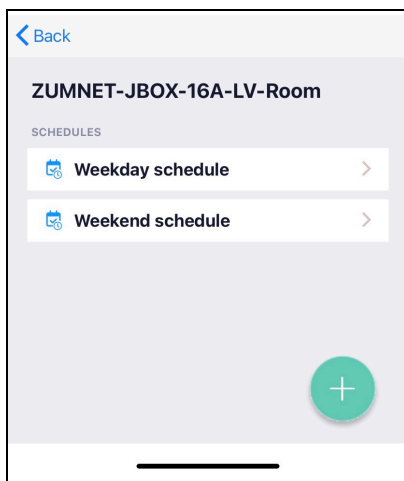 Back
ZUMNET-JBOX-16A-LV-Room
SCHEDULES
Weekday schedule
Weekend schedule